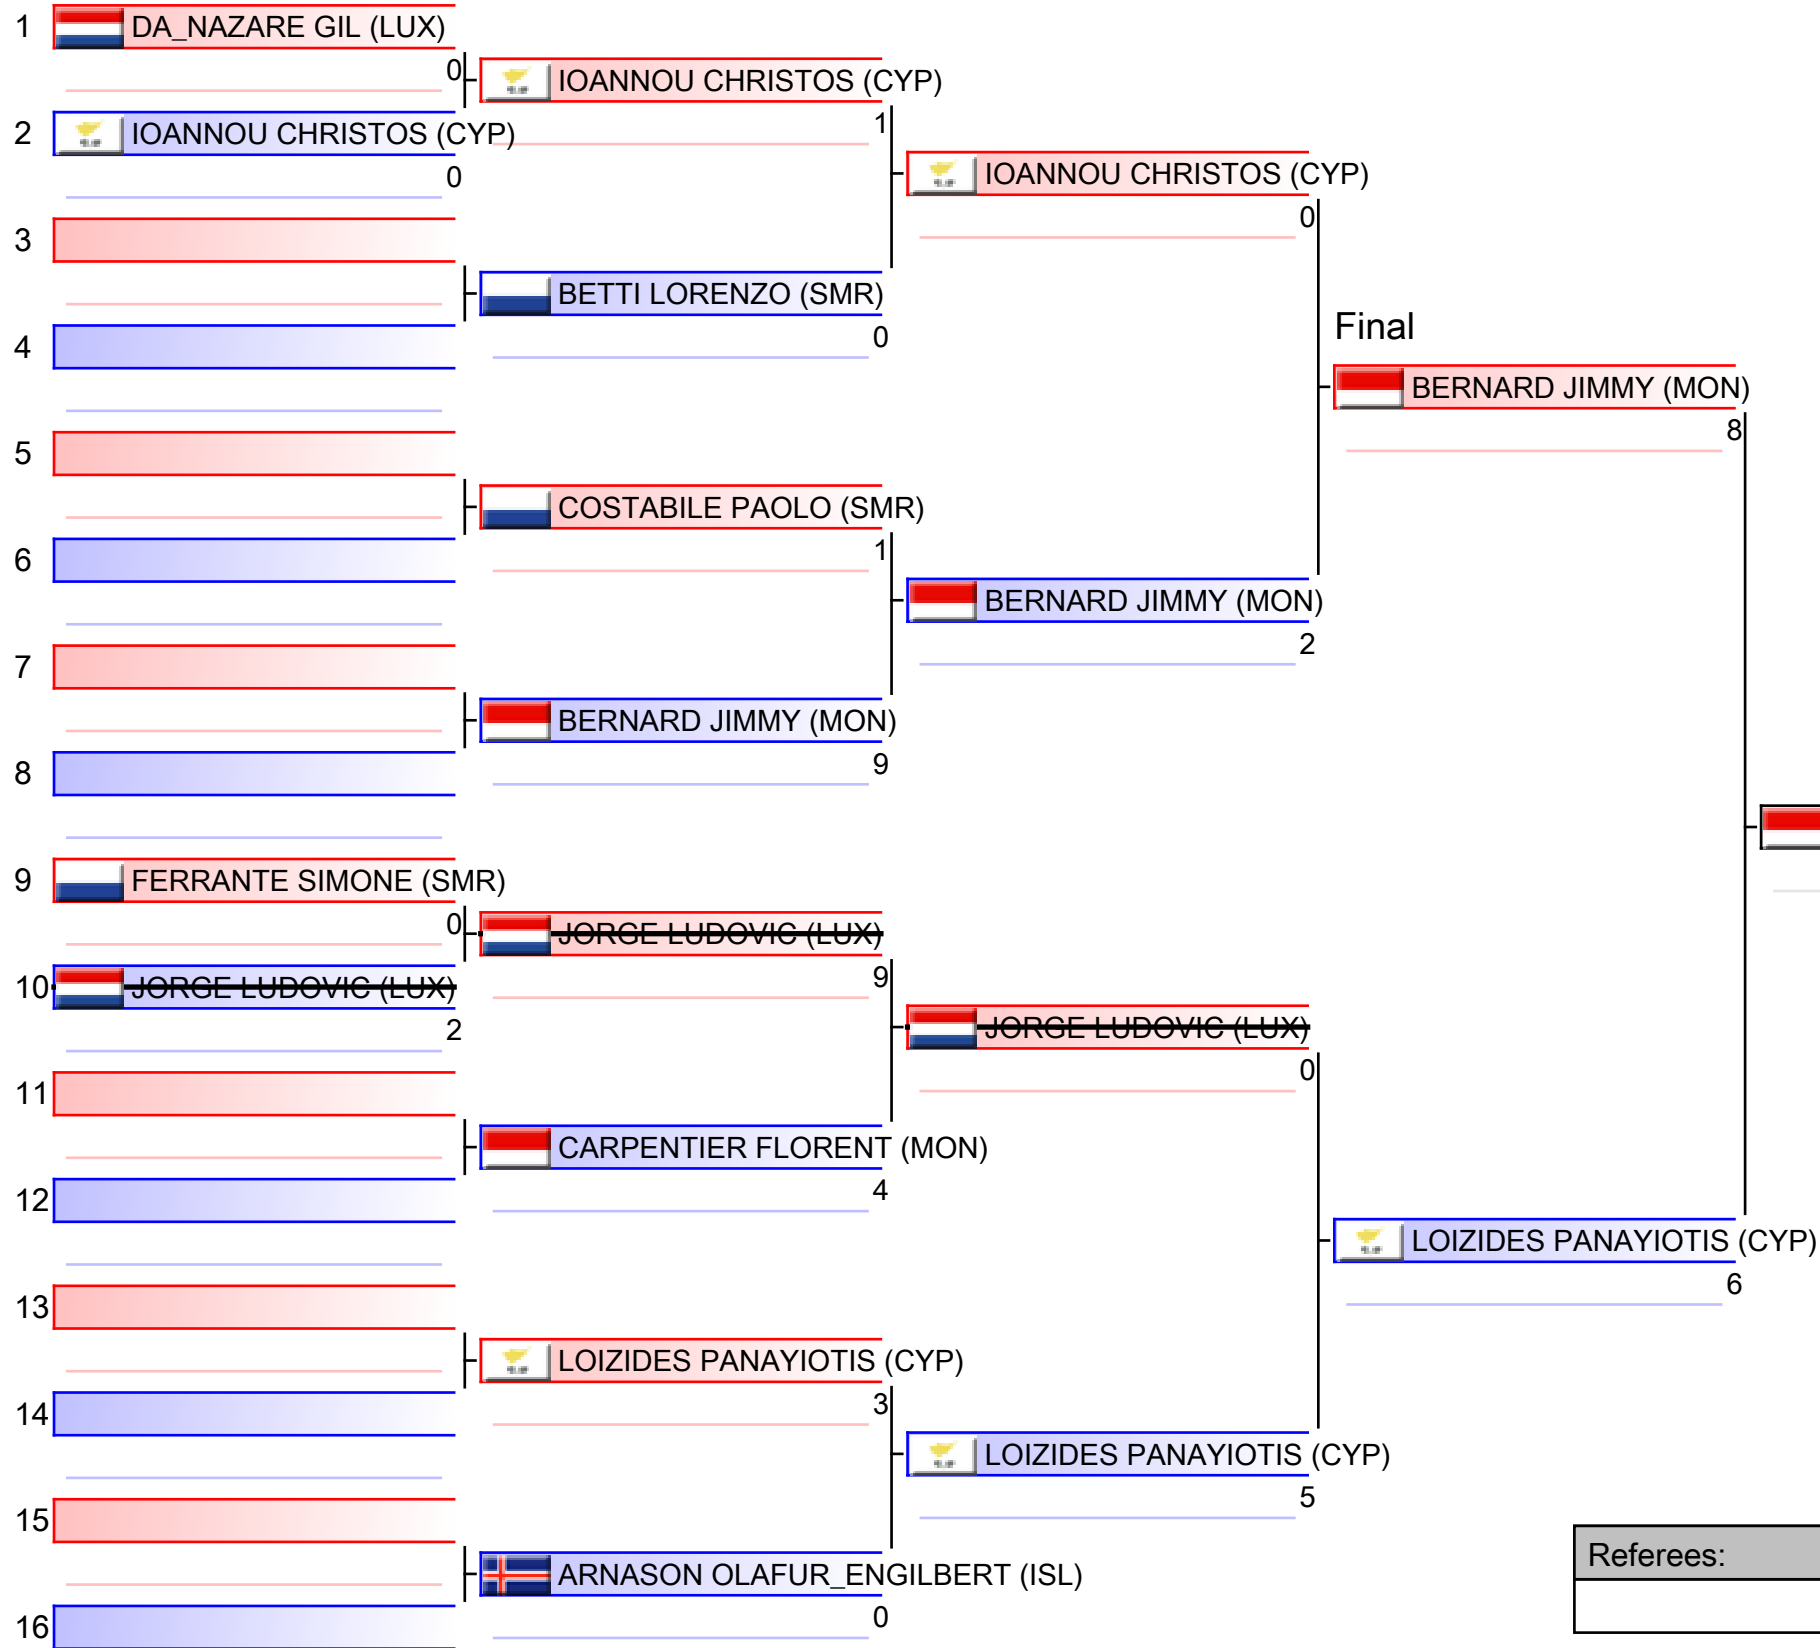 1 DA_NAZARE GIL (LUX)
0
IOANNOU CHRISTOS (CYP)
1
2 IOANNOU CHRISTOS (CYP)
0
IOANNOU CHRISTOS (CYP)
0
3
BETTI LORENZO (SMR)
0
4
Final
BERNARD JIMMY (MON)
8
5
COSTABILE PAOLO (SMR)
1
6
BERNARD JIMMY (MON)
2
7
BERNARD JIMMY (MON)
9
8
9 FERRANTE SIMONE (SMR)
0
JORGE LUDOVIC (LUX)
9
10 JORGE LUDOVIC (LUX)
2
JORGE LUDOVIC (LUX)
0
11
CARPENTIER FLORENT (MON)
4
12
LOIZIDES PANAYIOTIS (CYP)
6
13
LOIZIDES PANAYIOTIS (CYP)
3
14
LOIZIDES PANAYIOTIS (CYP)
5
15
ARNASON OLAFUR_ENGILBERT (ISL)
0
16
Referees: